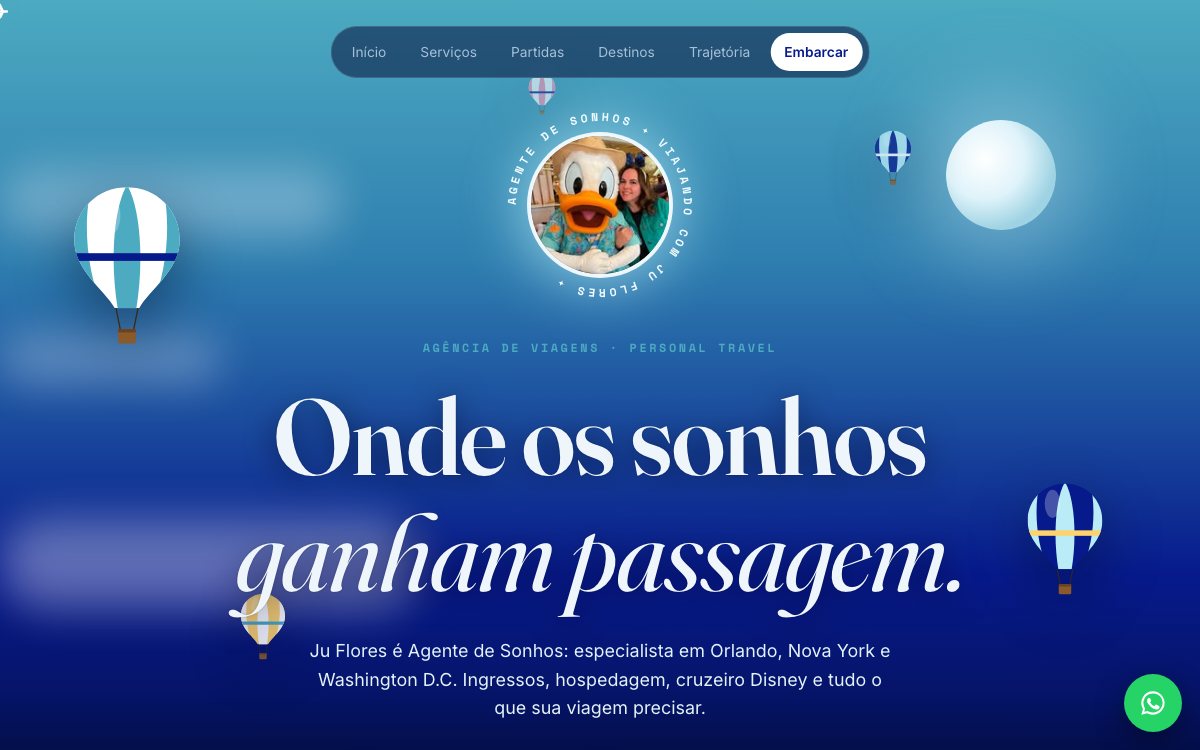 Início
Serviços
Partidas
Destinos
Trajetória
Embarcar
AGENTE DE SONHOS ✦ VIAJANDO COM JU FLORES ✦
AGÊNCIA DE VIAGENS · PERSONAL TRAVEL
Onde os sonhos
ganham passagem.
Ju Flores é Agente de Sonhos: especialista em Orlando, Nova York e
Washington D.C. Ingressos, hospedagem, cruzeiro Disney e tudo o
que sua viagem precisar.